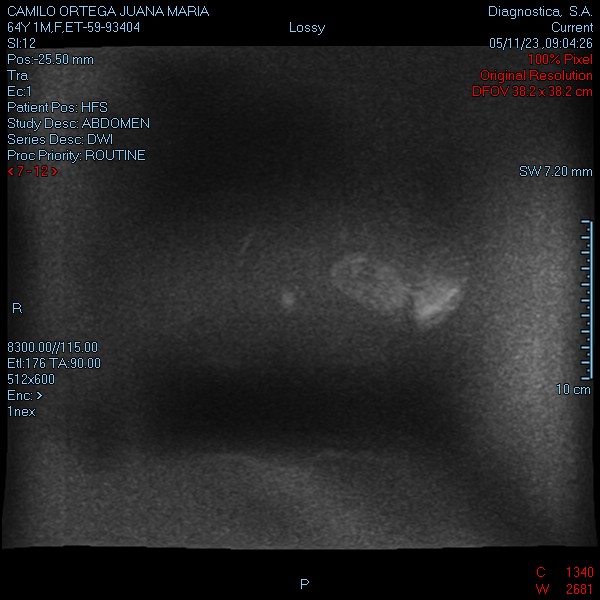 CAMILO ORTEGA JUANA MARIA
64Y 1M,F,ET-59-93404
Sl:12
Pos:-25.50 mm
Tra
Ec:1
Patient Pos: HFS
Study Desc: ABDOMEN
Series Desc: DWI
Proc Priority: ROUTINE
< 7 - 12 >
Lossy
Diagnostica, S.A.
Current
05/11/23 ,09:04:26
100% Pixel
Original Resolution
DFOV 38.2 x 38.2 cm
SW 7.20 mm
R
8300.00//115.00
Etl:176 TA:90.00
512x600
Enc: >
1nex
10 cm
P
C 1340
W 2681